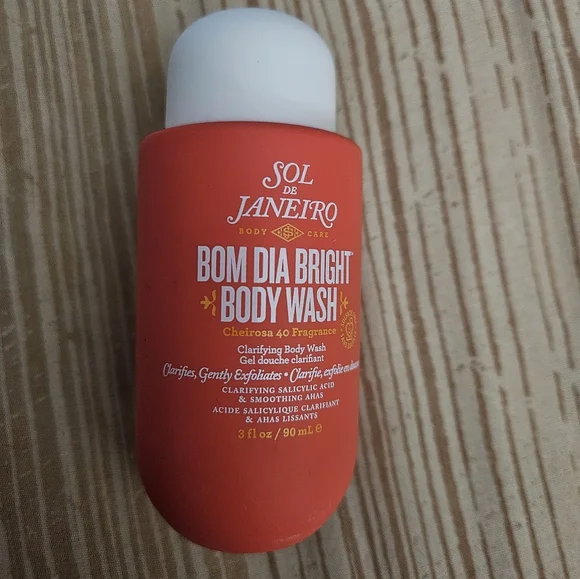 SOL
DE
JANEIRO
BODY CARE
BOM DIA BRIGHT
BODY WASH
Cheirosa 40 Fragrance
Clarifying Body Wash
Gel douche clarifiant
Clarifies, Gently Exfoliates • Clarifie, exfolie en
CLARIFYING SALICYLIC ACID
& SMOOTHING AHAS
ACIDE SALICYLIQUE CLARIFIANT
& AHAS LISSANTS
3 fl oz / 90 mL ℮